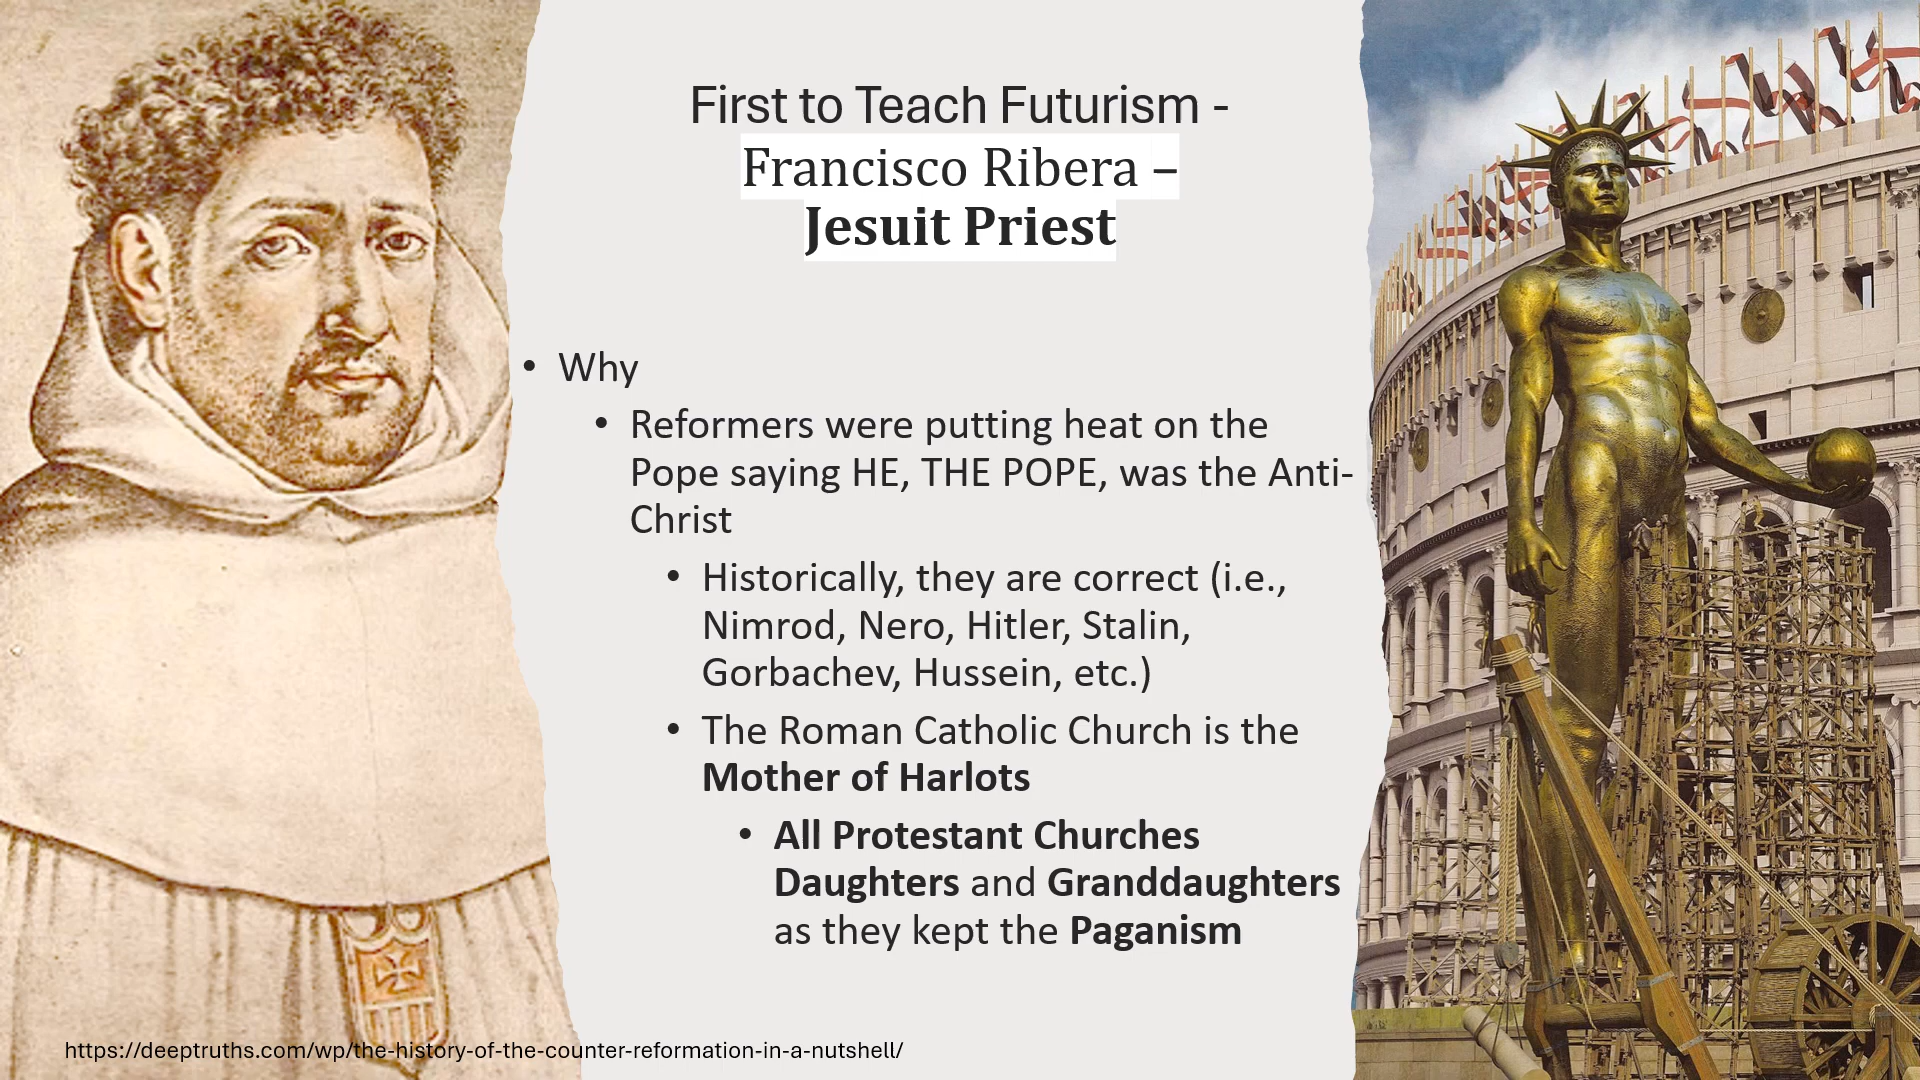 First to Teach Futurism -
Francisco Ribera –
Jesuit Priest
• Why
• Reformers were putting heat on the
Pope saying HE, THE POPE, was the Anti-
Christ
• Historically, they are correct (i.e.,
Nimrod, Nero, Hitler, Stalin,
Gorbachev, Hussein, etc.)
• The Roman Catholic Church is the
Mother of Harlots
• All Protestant Churches
Daughters and Granddaughters
as they kept the Paganism
https://deeptruths.com/wp/the-history-of-the-counter-reformation-in-a-nutshell/